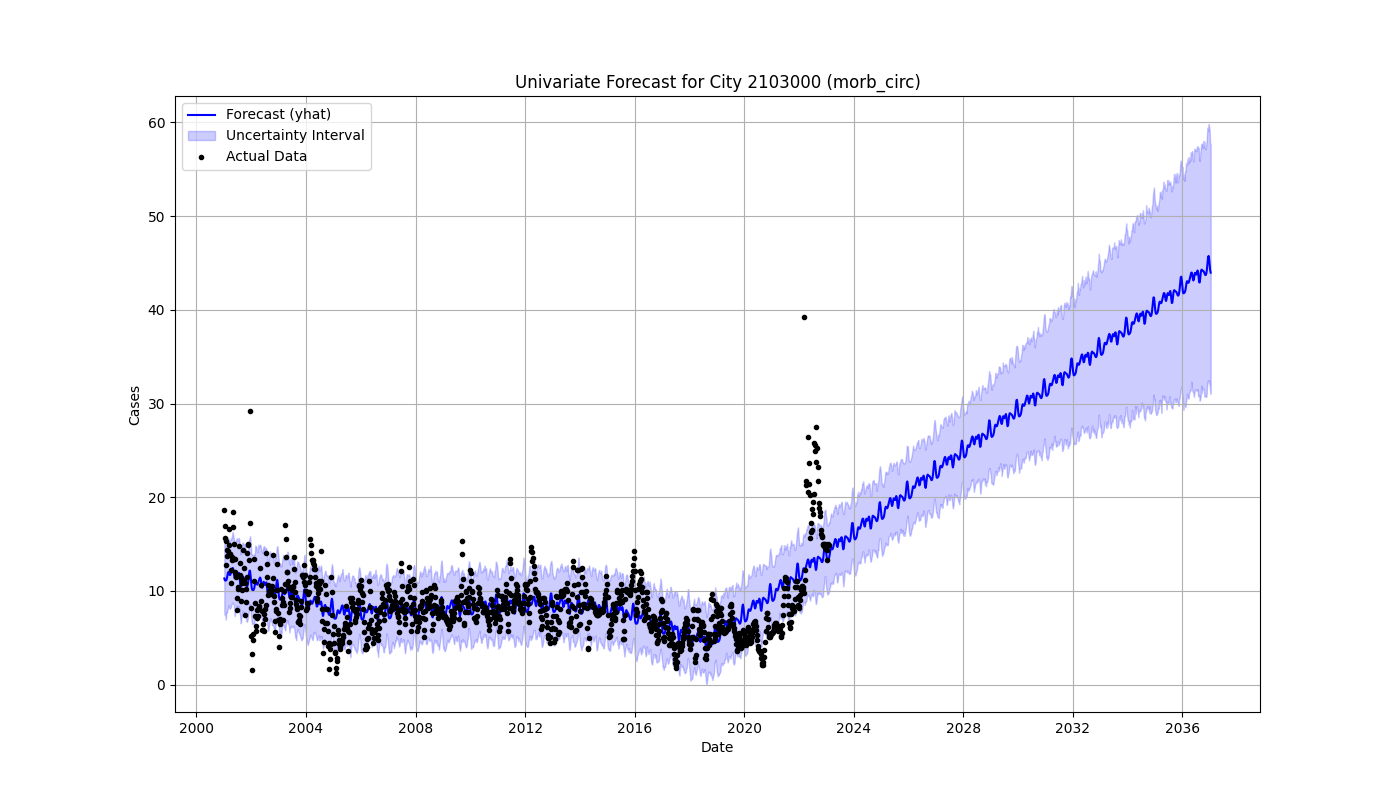 Univariate Forecast for City 2103000 (morb_circ)
Forecast (yhat)
Uncertainty Interval
Actual Data
60
50
40
30
20
10
0
Cases
2000 2004 2008 2012 2016 2020 2024 2028 2032 2036
Date